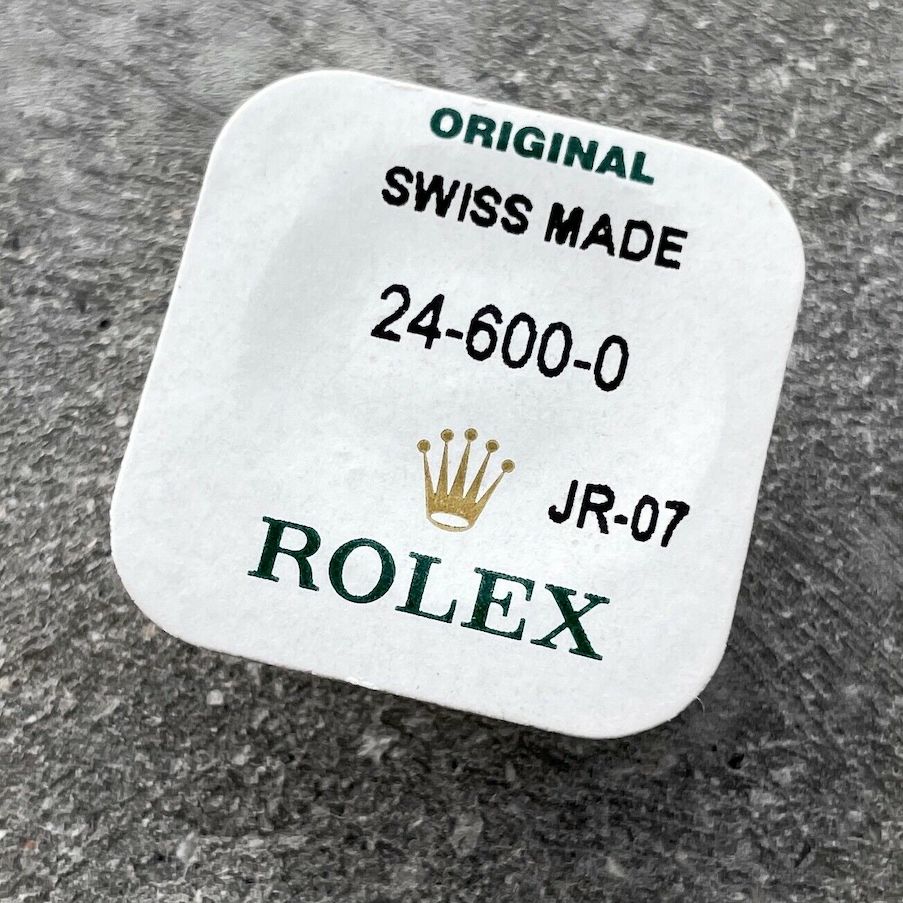 ORIGINAL
SWISS MADE
24-600-0
JR-07
ROLEX